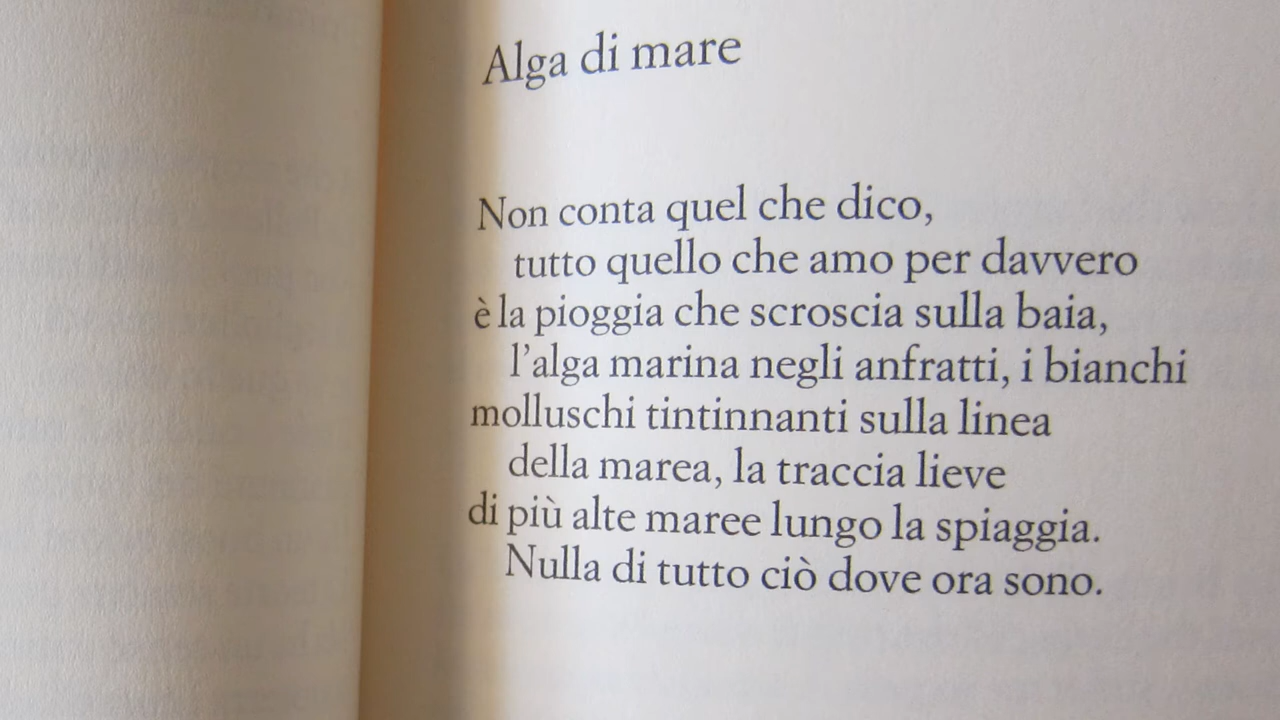 Alga di mare
Non conta quel che dico,
tutto quello che amo per davvero
è la pioggia che scroscia sulla baia,
l’alga marina negli anfratti, i bianchi
molluschi tintinnanti sulla linea
della marea, la traccia lieve
di più alte maree lungo la spiaggia.
Nulla di tutto ciò dove ora sono.